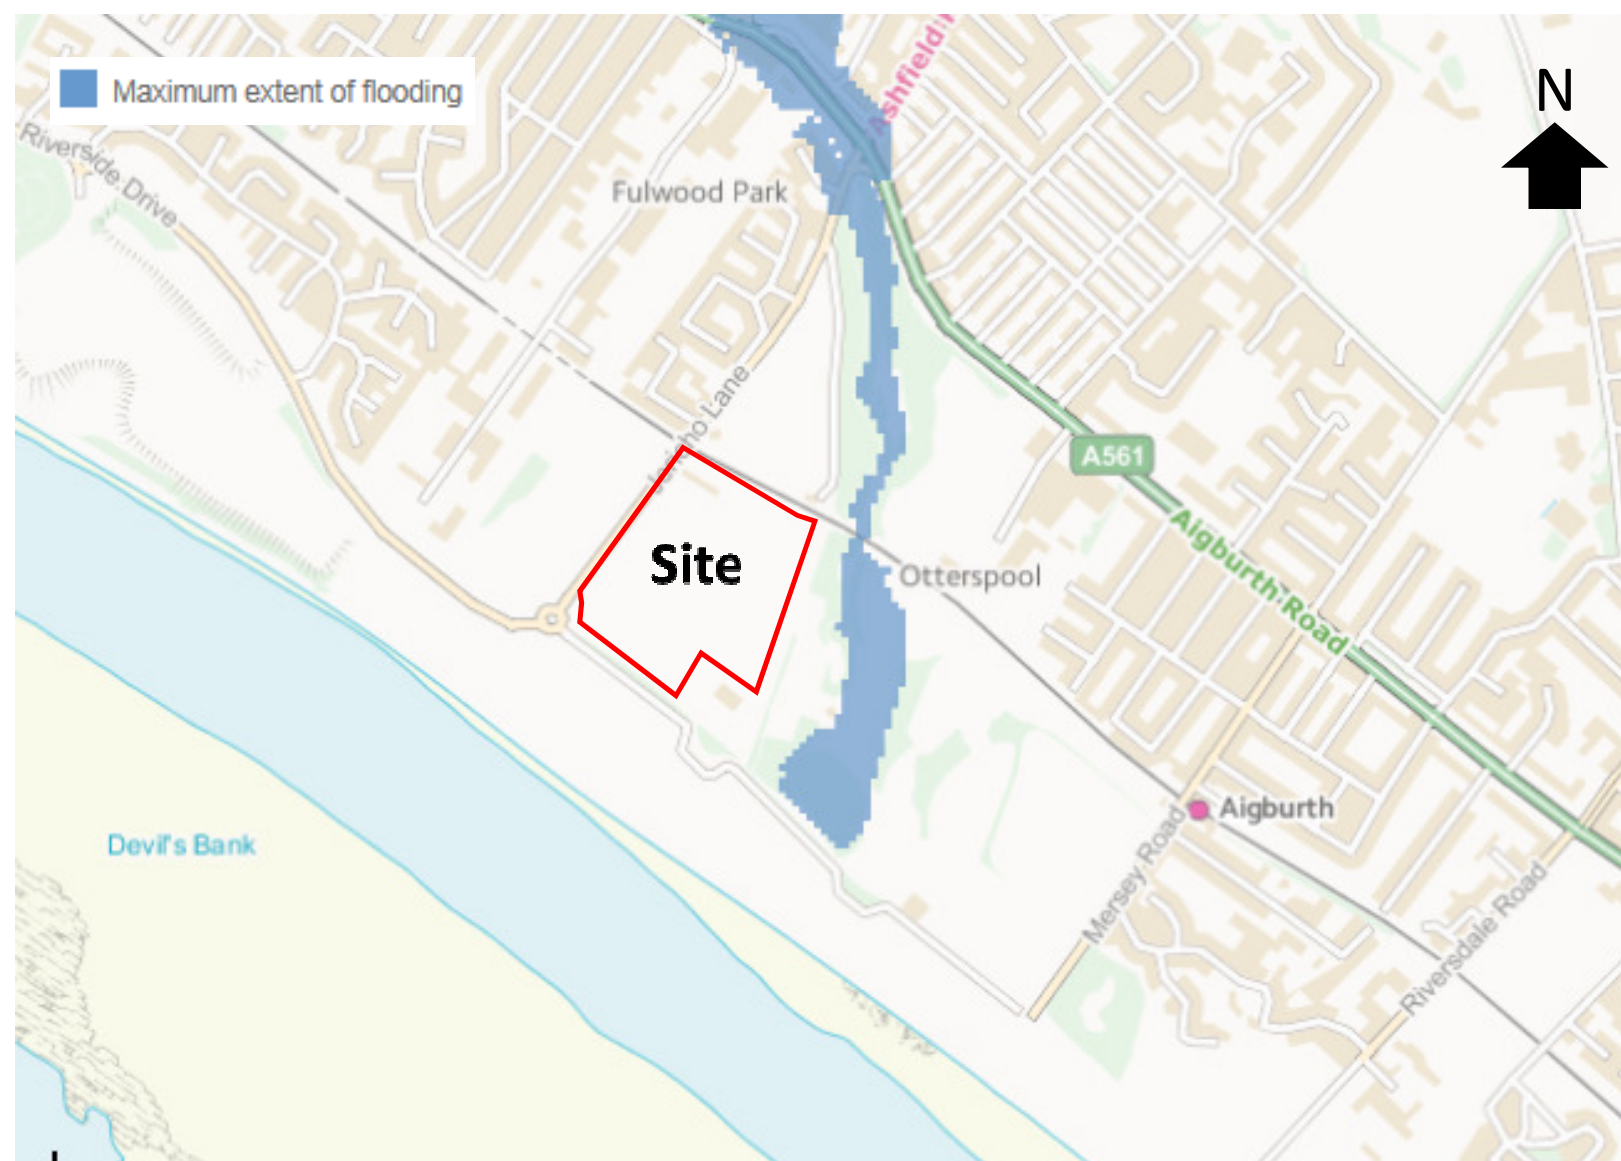 Maximum extent of flooding
N
Ashfield
Riverside Drive
Fulwood Park
Jericho Lane
A561
Site
Aigburth Road
Otterspool
Aigburth
Mersey Road
Devil's Bank
Riversdale Road